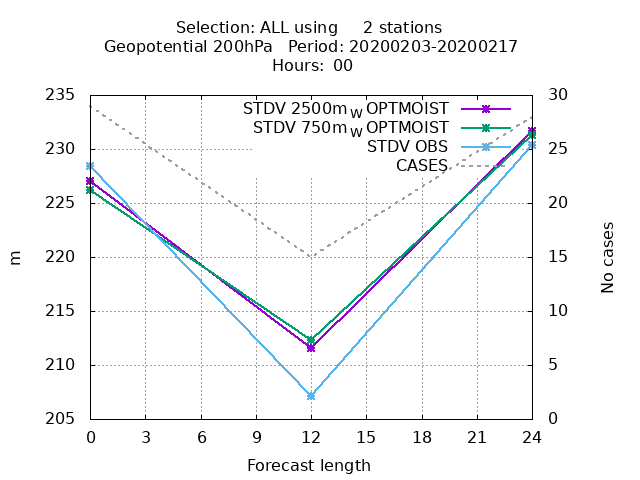 Selection: ALL using 2 stations
Geopotential 200hPa Period: 20200203-20200217
Hours: 00
235
230
225
220
215
210
205
m
STDV 2500m_W OPTMOIST
STDV 750m_W OPTMOIST
STDV OBS
CASES
30
25
20
15
10
5
0
No cases
0 3 6 9 12 15 18 21 24
Forecast length